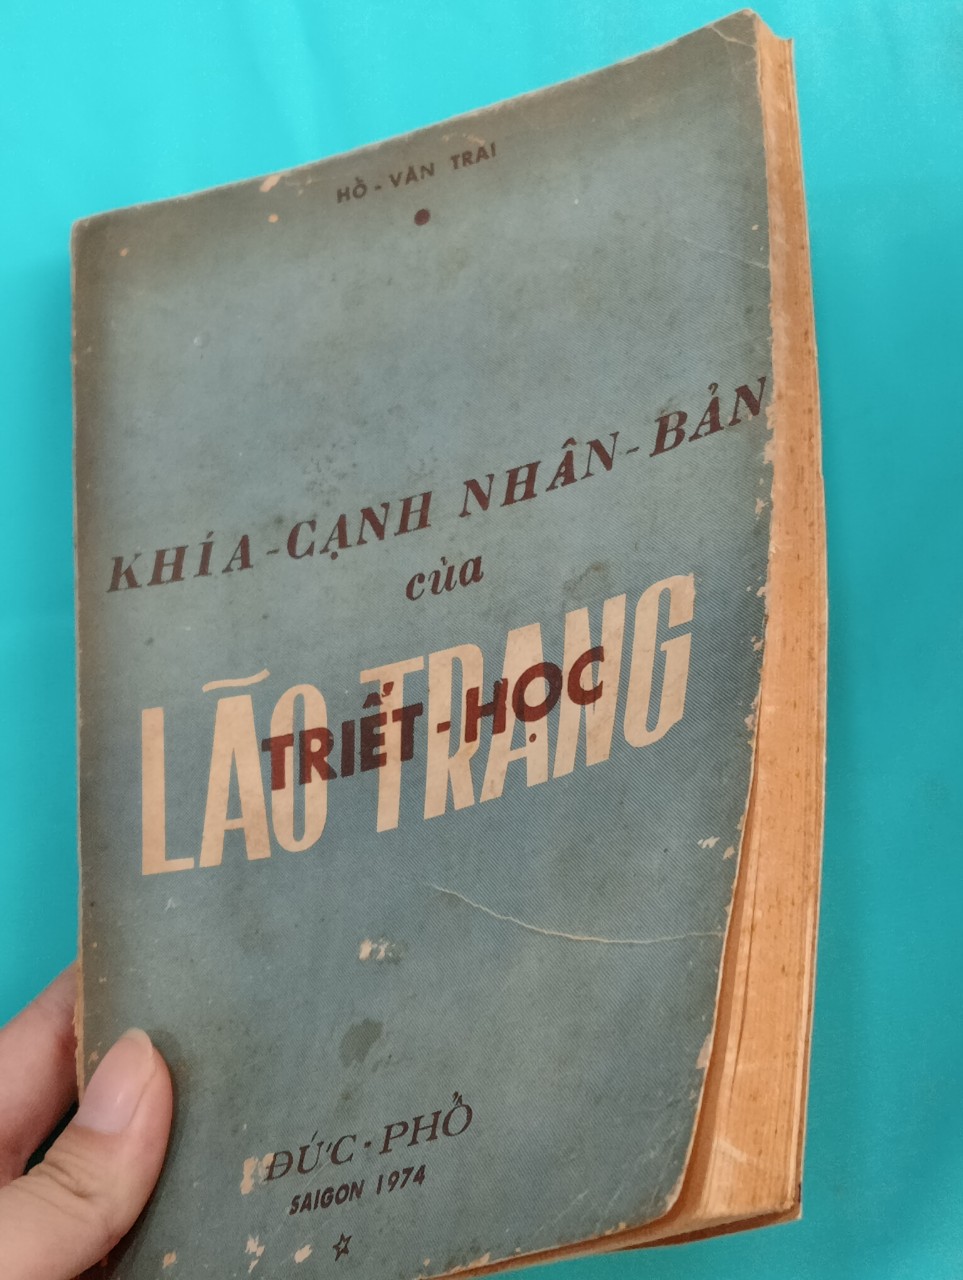 HỒ - VĂN TRAI
KHÍA - CẠNH NHÂN - BẢN
của
LÃO TRANG
TRIẾT - HỌC
ĐỨC - PHỔ
SAIGON 1974